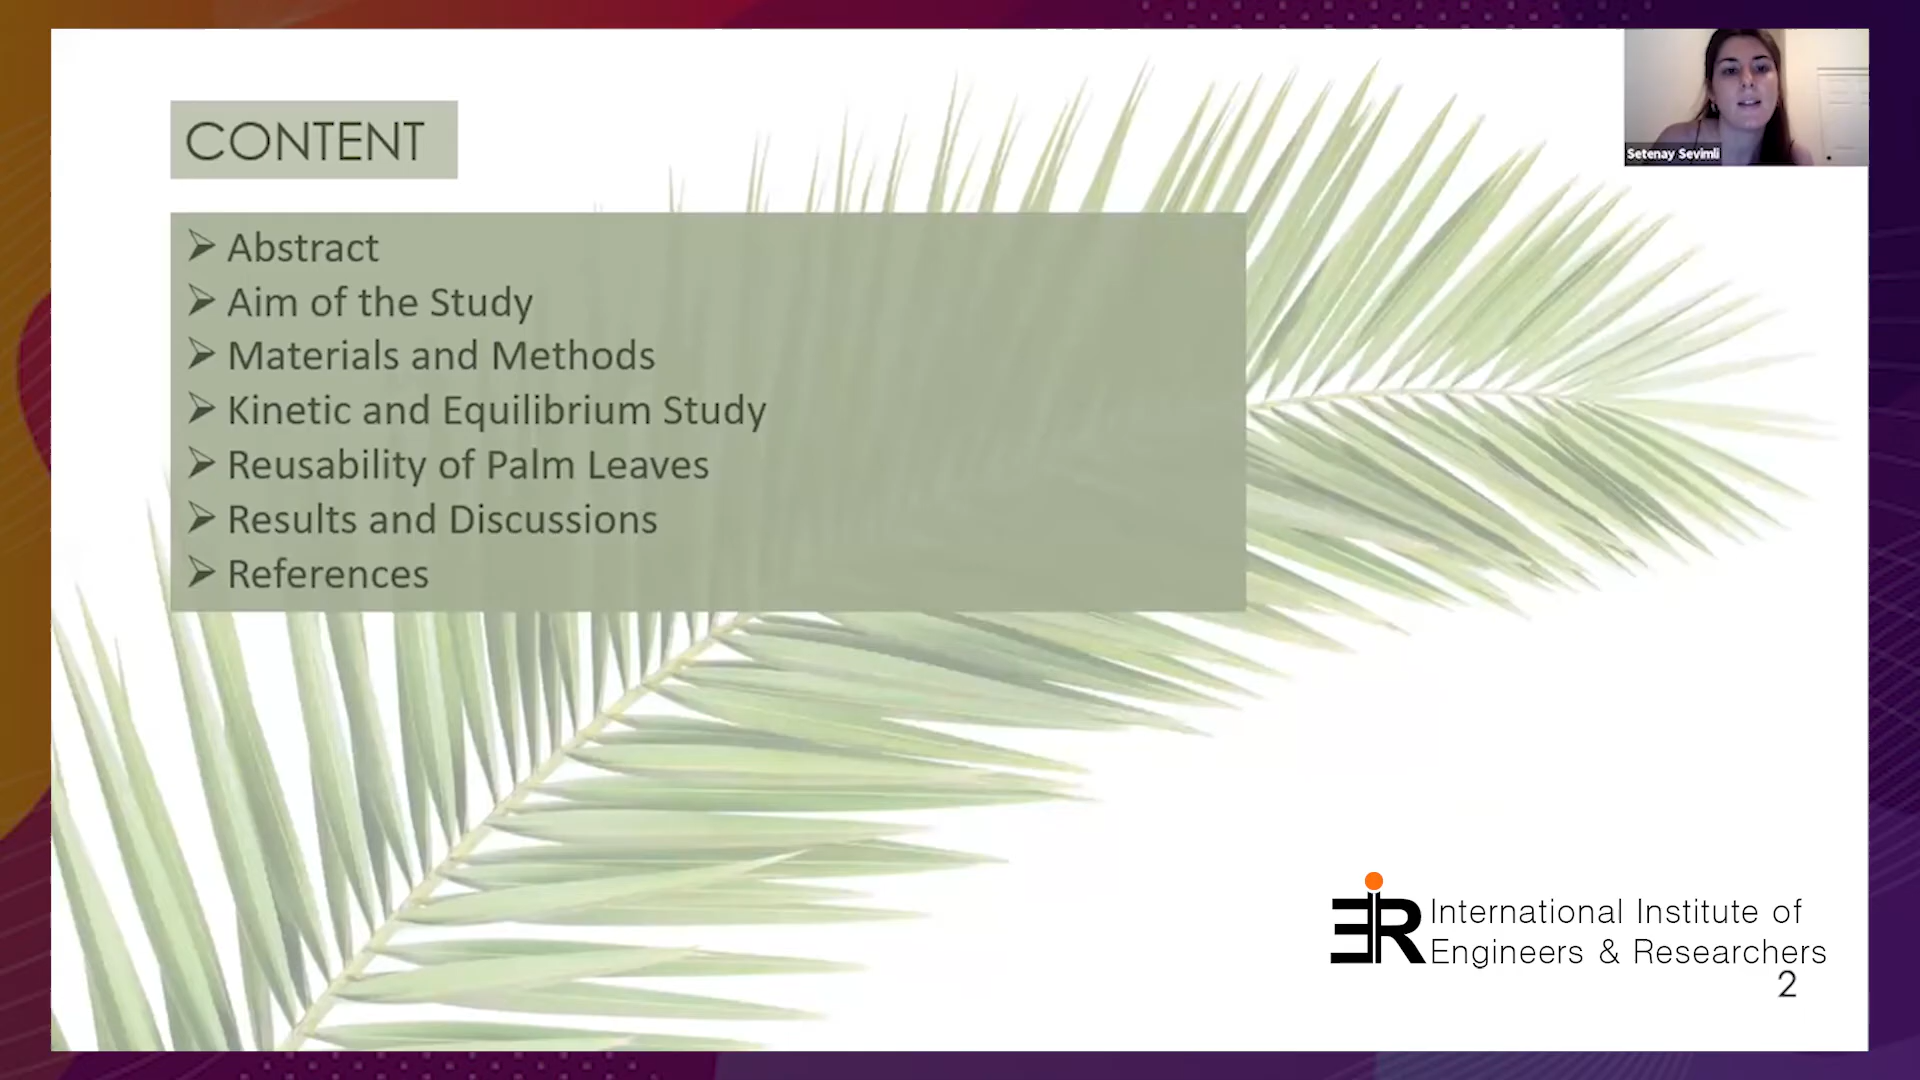 CONTENT
Setenay Sevimli
➢ Abstract
➢ Aim of the Study
➢ Materials and Methods
➢ Kinetic and Equilibrium Study
➢ Reusability of Palm Leaves
➢ Results and Discussions
➢ References
International Institute of
Engineers & Researchers
2